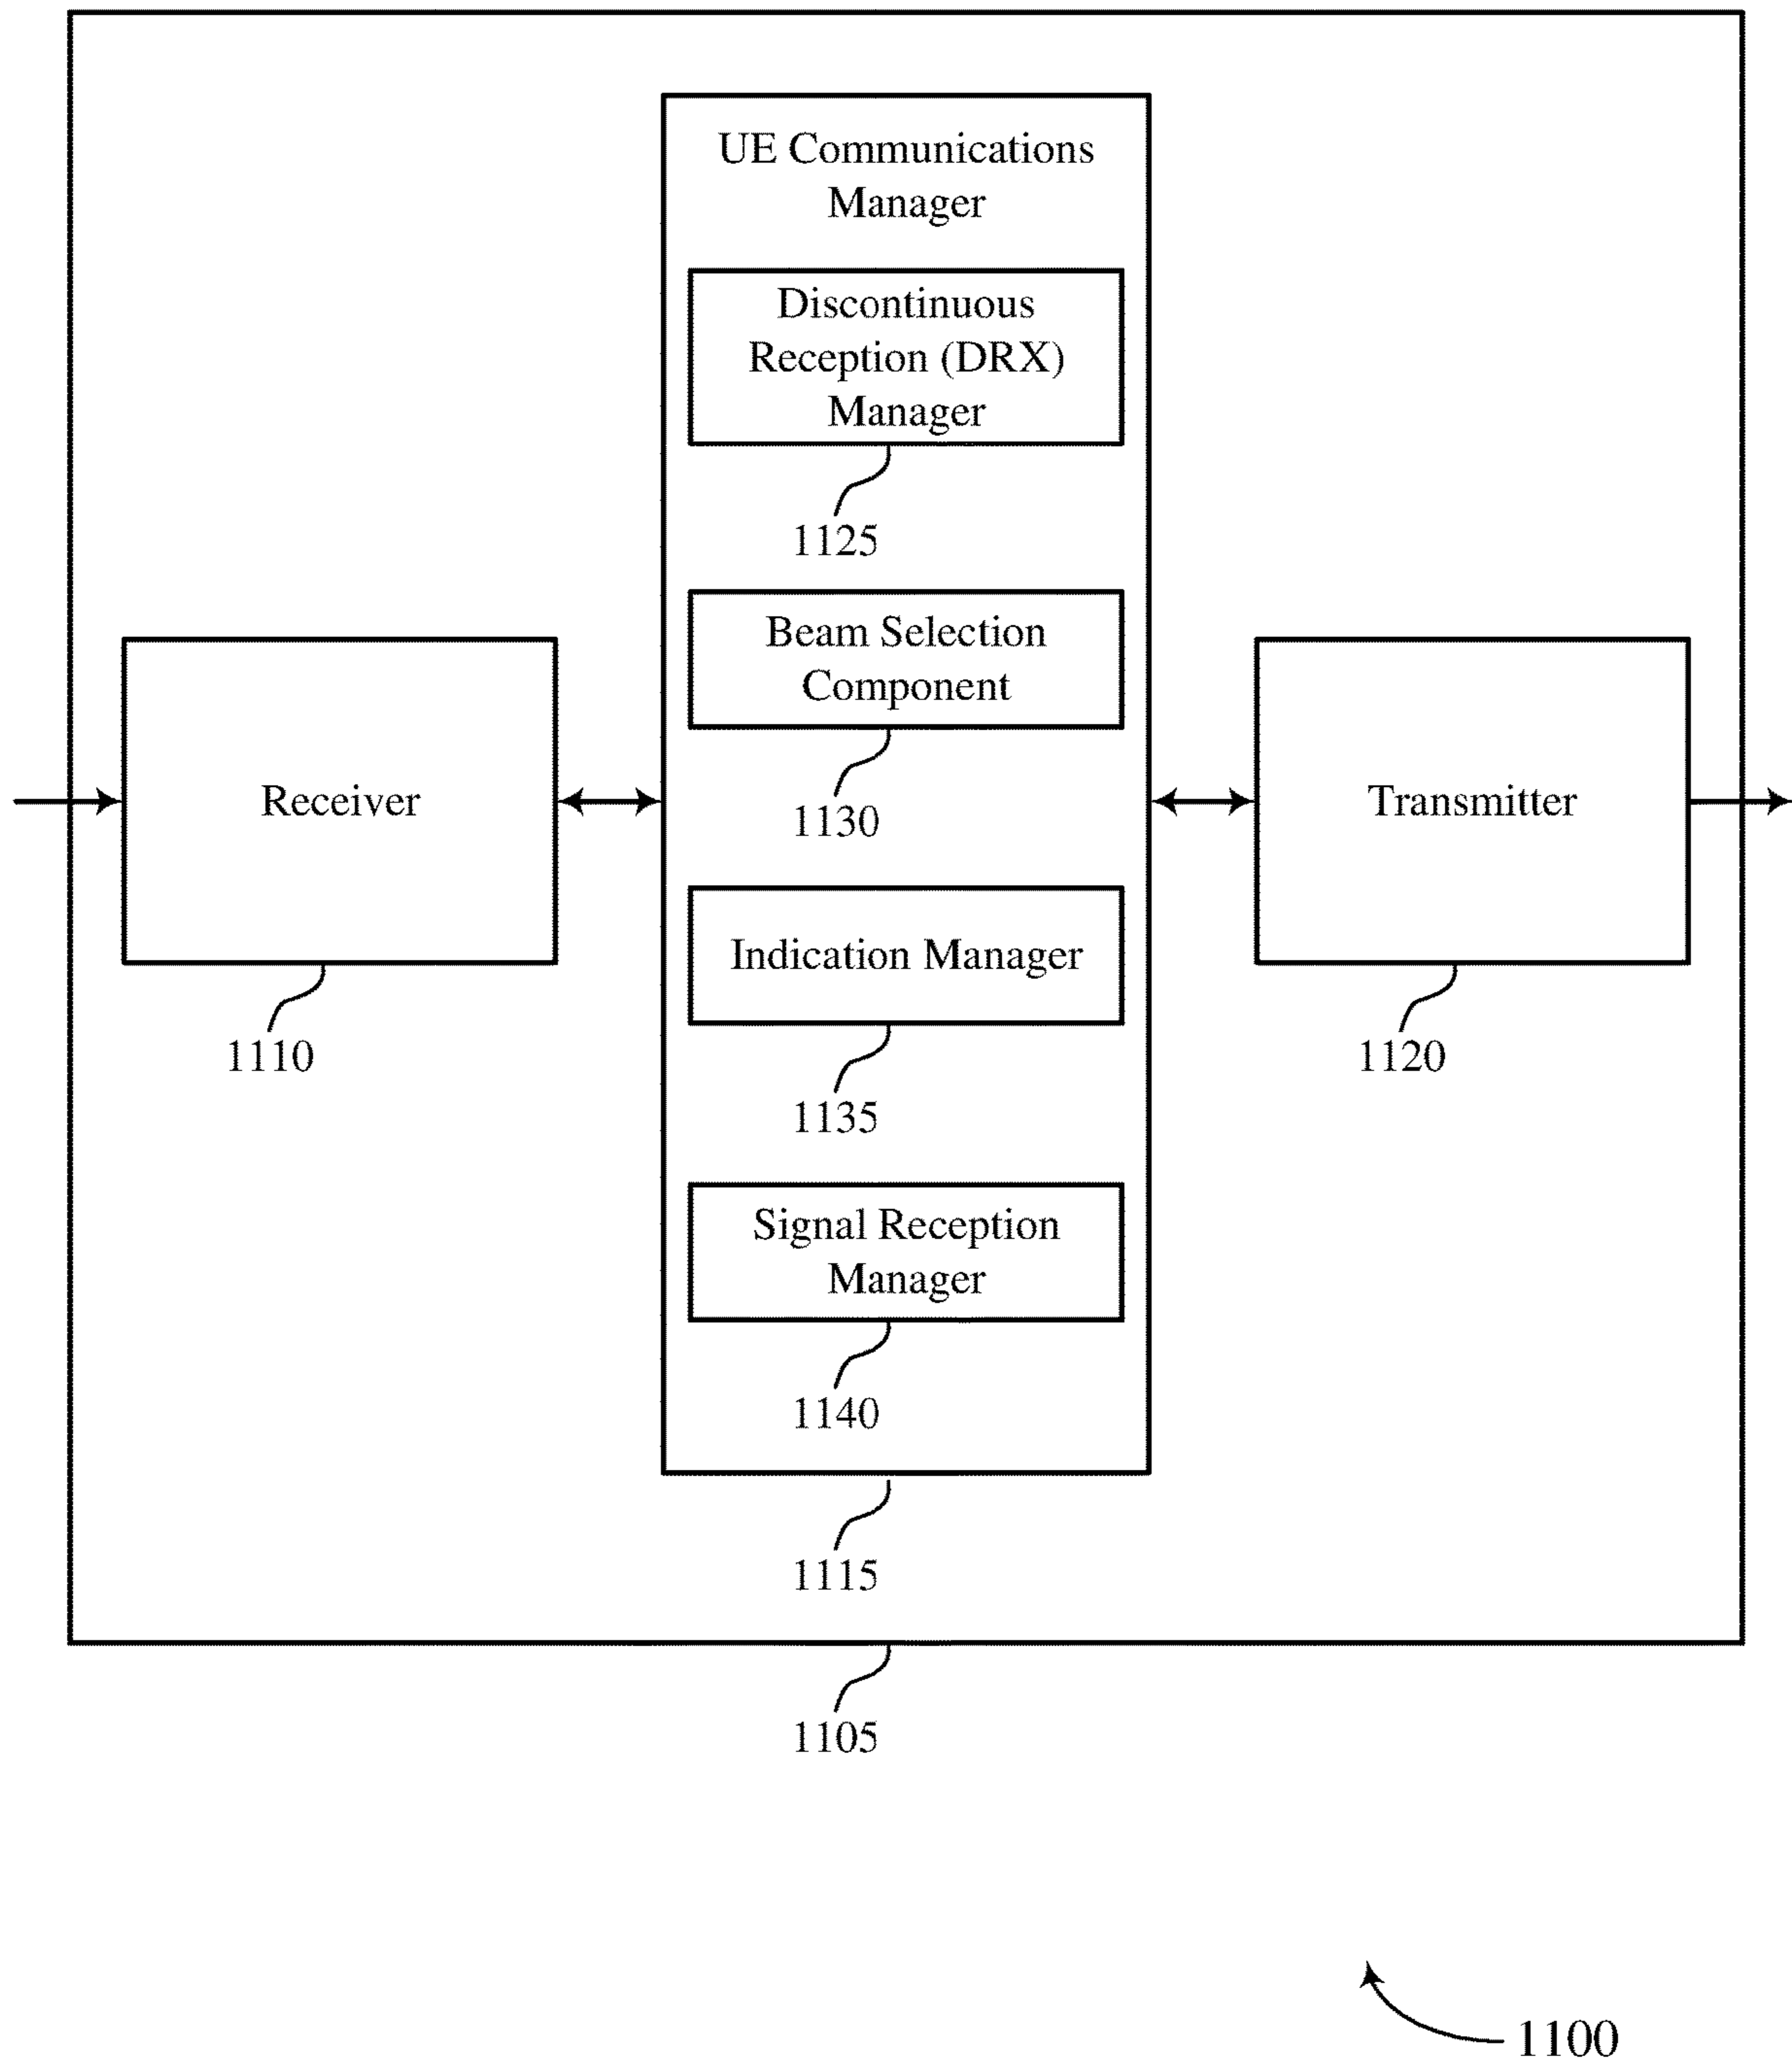 UE Communications
Manager
Discontinuous
Reception (DRX)
Manager
1125
Beam Selection
Component
1130
Receiver
1110
Transmitter
1120
Indication Manager
1135
Signal Reception
Manager
1140
1115
1105
1100